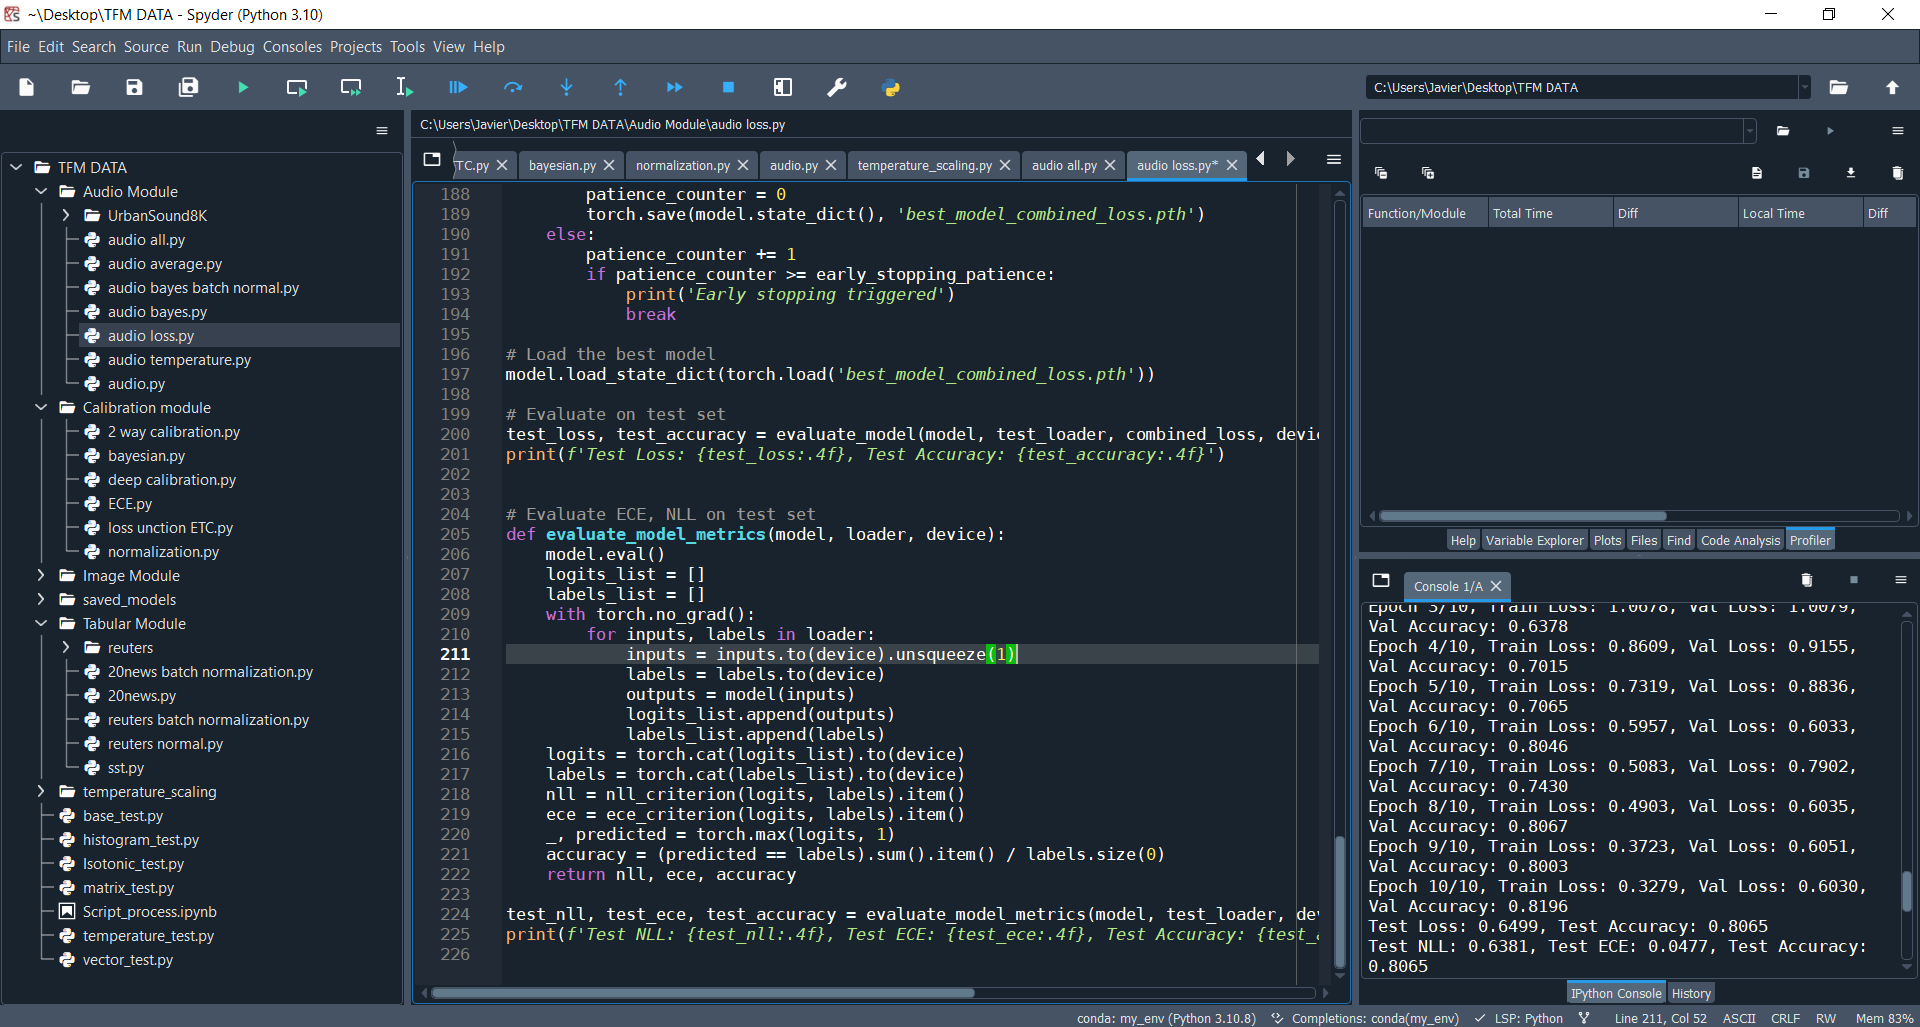 ~\Desktop\TFM DATA - Spyder (Python 3.10)
File Edit Search Source Run Debug Consoles Projects Tools View Help
C:\Users\Javier\Desktop\TFM DATA
TFM DATA
Audio Module
UrbanSound8K
audio all.py
audio average.py
audio bayes batch normal.py
audio bayes.py
audio loss.py
audio temperature.py
audio.py
Calibration module
2 way calibration.py
bayesian.py
deep calibration.py
ECE.py
loss unction ETC.py
normalization.py
Image Module
saved_models
Tabular Module
reuters
20news batch normalization.py
20news.py
reuters batch normalization.py
reuters normal.py
sst.py
temperature_scaling
base_test.py
histogram_test.py
Isotonic_test.py
matrix_test.py
Script_process.ipynb
temperature_test.py
vector_test.py
C:\Users\Javier\Desktop\TFM DATA\Audio Module\audio loss.py
TC.py bayesian.py normalization.py audio.py temperature_scaling.py audio all.py audio loss.py*
188 patience_counter = 0
189 torch.save(model.state_dict(), 'best_model_combined_loss.pth')
190 else:
191 patience_counter += 1
192 if patience_counter >= early_stopping_patience:
193 print('Early stopping triggered')
194 break
195
196 # Load the best model
197 model.load_state_dict(torch.load('best_model_combined_loss.pth'))
198
199 # Evaluate on test set
200 test_loss, test_accuracy = evaluate_model(model, test_loader, combined_loss, devic
201 print(f'Test Loss: {test_loss:.4f}, Test Accuracy: {test_accuracy:.4f}')
202
203
204 # Evaluate ECE, NLL on test set
205 def evaluate_model_metrics(model, loader, device):
206 model.eval()
207 logits_list = []
208 labels_list = []
209 with torch.no_grad():
210 for inputs, labels in loader:
211 inputs = inputs.to(device).unsqueeze(1)
212 labels = labels.to(device)
213 outputs = model(inputs)
214 logits_list.append(outputs)
215 labels_list.append(labels)
216 logits = torch.cat(logits_list).to(device)
217 labels = torch.cat(labels_list).to(device)
218 nll = nll_criterion(logits, labels).item()
219 ece = ece_criterion(logits, labels).item()
220 _, predicted = torch.max(logits, 1)
221 accuracy = (predicted == labels).sum().item() / labels.size(0)
222 return nll, ece, accuracy
223
224 test_nll, test_ece, test_accuracy = evaluate_model_metrics(model, test_loader, dev
225 print(f'Test NLL: {test_nll:.4f}, Test ECE: {test_ece:.4f}, Test Accuracy: {test_a
226
Function/Module Total Time Diff Local Time Diff
Help Variable Explorer Plots Files Find Code Analysis Profiler
Console 1/A
Epoch 3/10, Train Loss: 1.0678, Val Loss: 1.0079,
Val Accuracy: 0.6378
Epoch 4/10, Train Loss: 0.8609, Val Loss: 0.9155,
Val Accuracy: 0.7015
Epoch 5/10, Train Loss: 0.7319, Val Loss: 0.8836,
Val Accuracy: 0.7065
Epoch 6/10, Train Loss: 0.5957, Val Loss: 0.6033,
Val Accuracy: 0.8046
Epoch 7/10, Train Loss: 0.5083, Val Loss: 0.7902,
Val Accuracy: 0.7430
Epoch 8/10, Train Loss: 0.4903, Val Loss: 0.6035,
Val Accuracy: 0.8067
Epoch 9/10, Train Loss: 0.3723, Val Loss: 0.6051,
Val Accuracy: 0.8003
Epoch 10/10, Train Loss: 0.3279, Val Loss: 0.6030,
Val Accuracy: 0.8196
Test Loss: 0.6499, Test Accuracy: 0.8065
Test NLL: 0.6381, Test ECE: 0.0477, Test Accuracy:
0.8065
IPython Console History
conda: my_env (Python 3.10.8) Completions: conda(my_env) LSP: Python Line 211, Col 52 ASCII CRLF RW Mem 83%